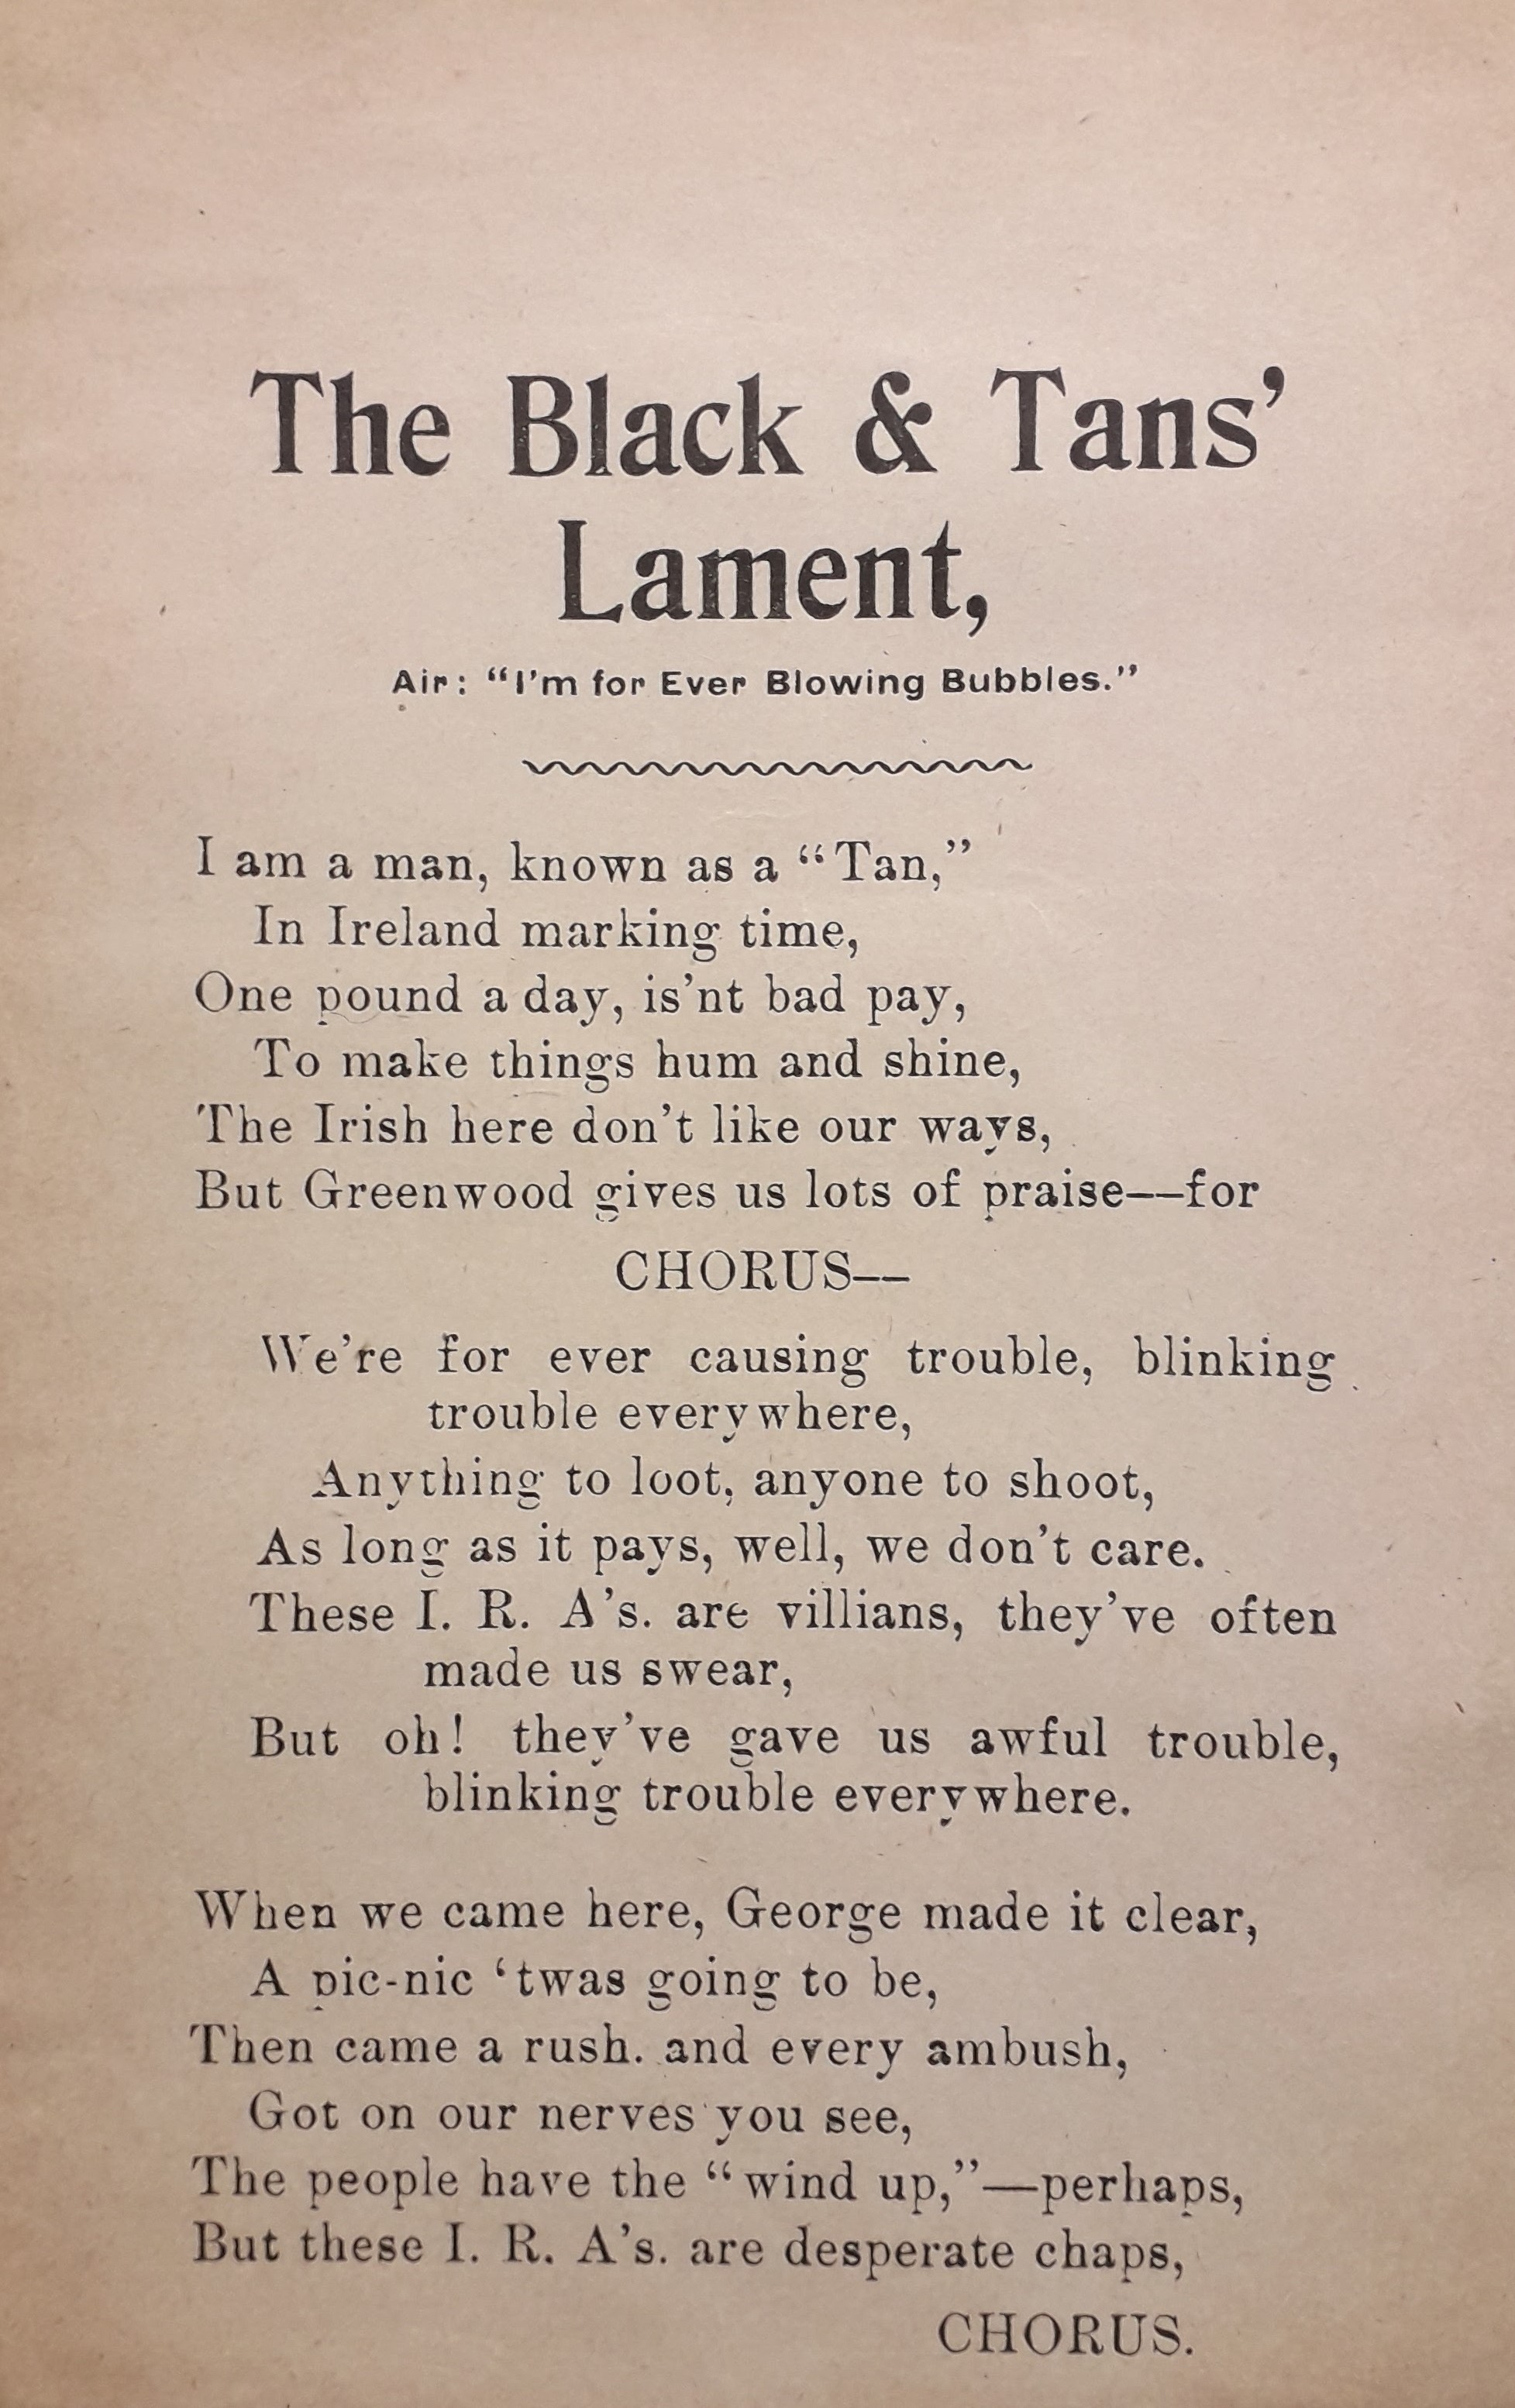 The Black & Tans'
Lament,
Air: "I'm for Ever Blowing Bubbles."
I am a man, known as a "Tan,"
In Ireland marking time,
One pound a day, is'nt bad pay,
To make things hum and shine,
The Irish here don't like our ways,
But Greenwood gives us lots of praise—for
CHORUS—
We're for ever causing trouble, blinking
trouble everywhere,
Anything to loot, anyone to shoot,
As long as it pays, well, we don't care.
These I. R. A's. are villians, they've often
made us swear,
But oh! they've gave us awful trouble,
blinking trouble everywhere.
When we came here, George made it clear,
A pic-nic 'twas going to be,
Then came a rush. and every ambush,
Got on our nerves you see,
The people have the "wind up,"—perhaps,
But these I. R. A's. are desperate chaps,
CHORUS.